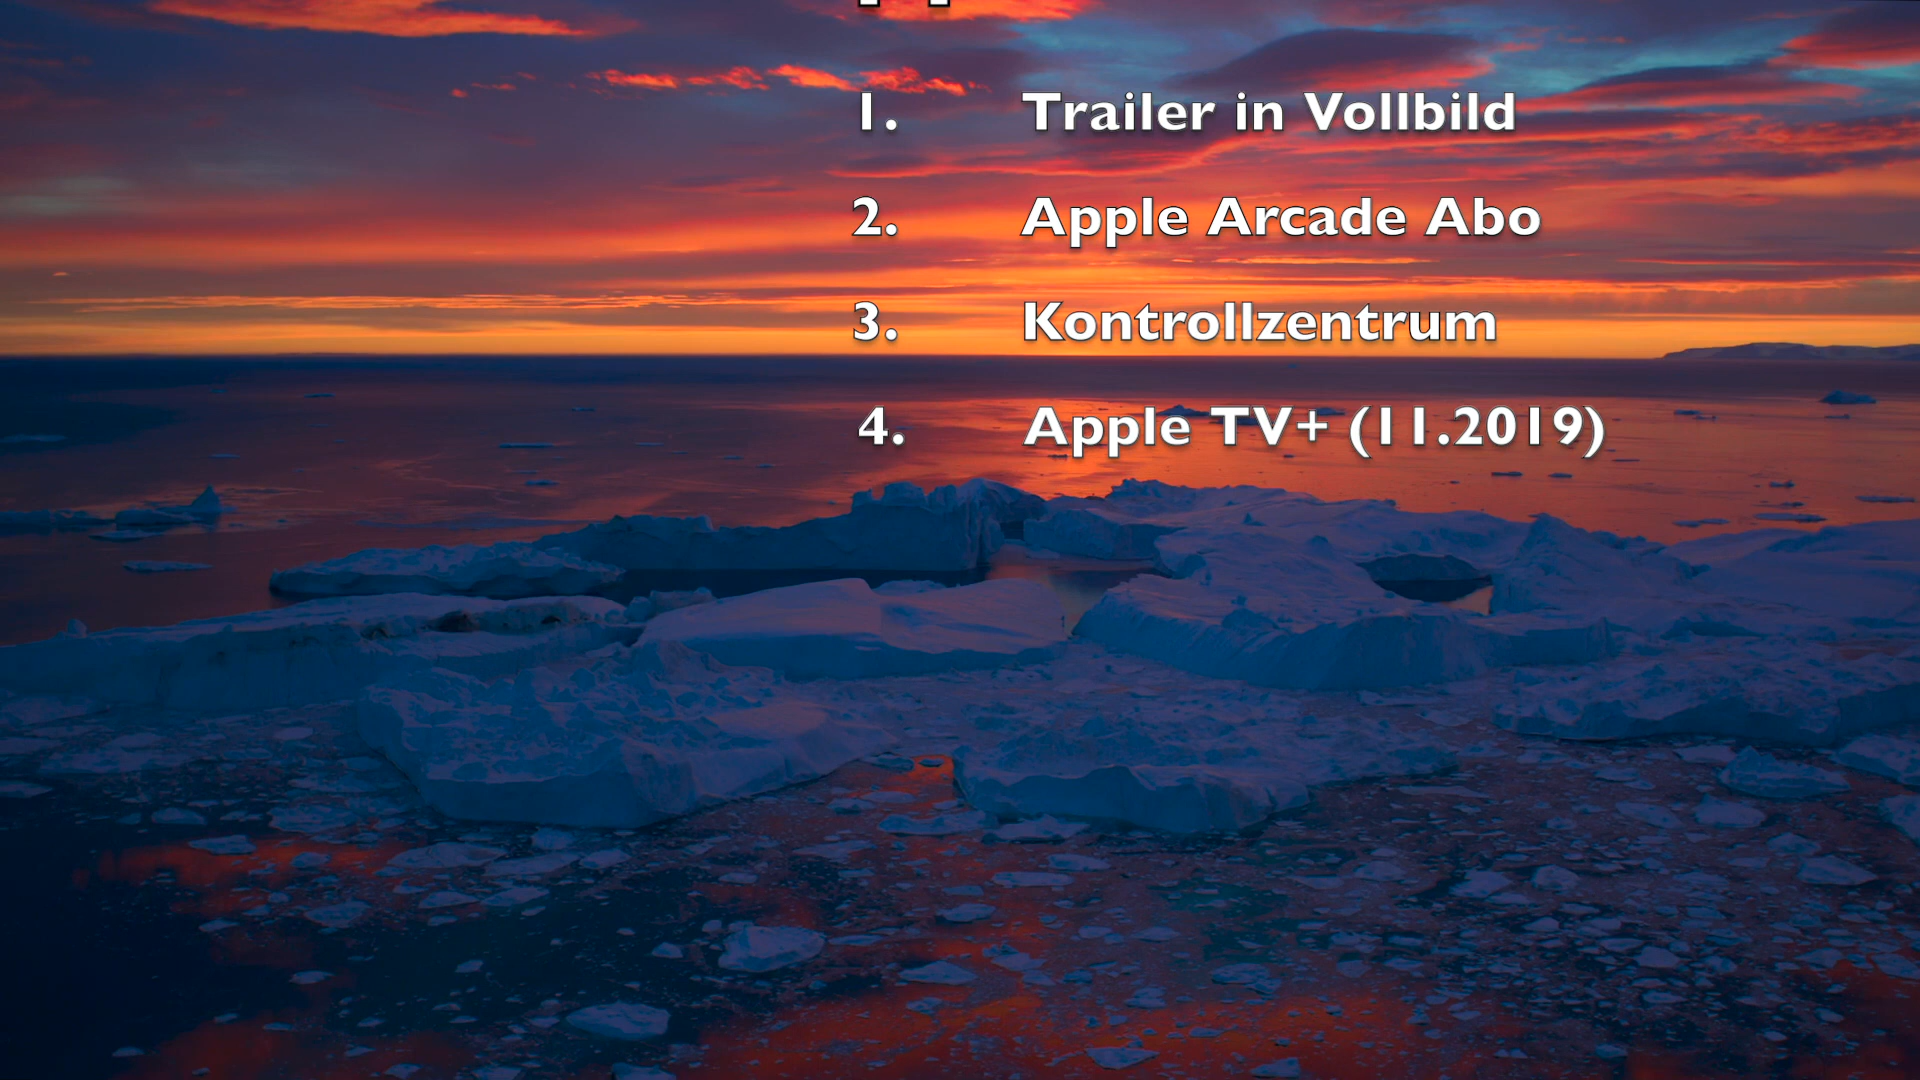 1. Trailer in Vollbild
2. Apple Arcade Abo
3. Kontrollzentrum
4. Apple TV+ (11.2019)